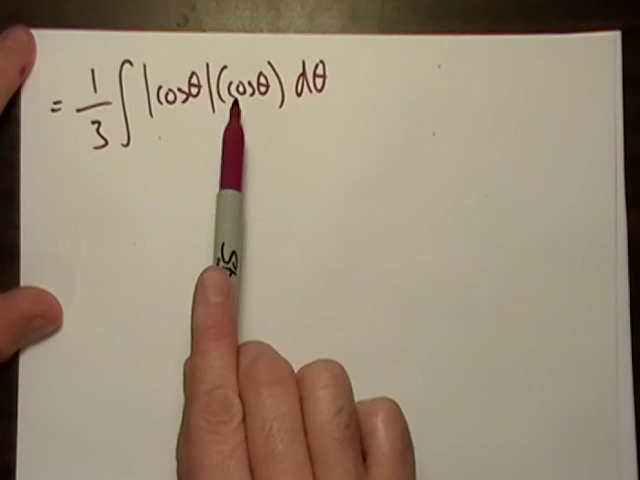 = 1/3 ∫ |cosθ| (cosθ) dθ